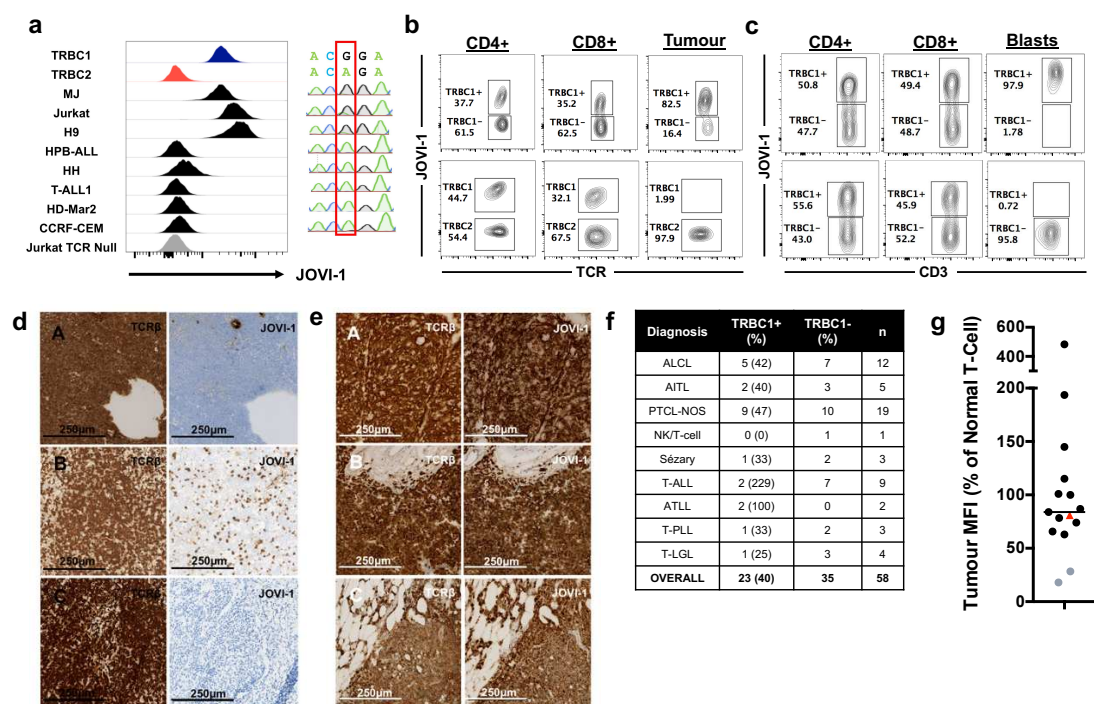 a
TRBC1
TRBC2
MJ
Jurkat
H9
HPB-ALL
HH
T-ALL1
HD-Mar2
CCRF-CEM
Jurkat TCR Null
JOVI-1
A C G G A
A C A G A
b
CD4+ CD8+ Tumour
JOVI-1
TRBC1+ 37.7
TRBC1− 61.5
TRBC1+ 35.2
TRBC1− 62.5
TRBC1+ 82.5
TRBC1− 16.4
TRBC1 44.7
TRBC2 54.4
TRBC1 32.1
TRBC2 67.5
TRBC1 1.99
TRBC2 97.9
TCR
c
CD4+ CD8+ Blasts
JOVI-1
TRBC1+ 50.8
TRBC1− 47.7
TRBC1+ 49.4
TRBC1− 48.7
TRBC1+ 97.9
TRBC1− 1.78
TRBC1+ 55.6
TRBC1− 43.0
TRBC1+ 45.9
TRBC1− 52.2
TRBC1+ 0.72
TRBC1− 95.8
CD3
d
A TCRβ JOVI-1
250μm 250μm
B TCRβ JOVI-1
250μm 250μm
C TCRβ JOVI-1
250μm 250μm
e
A TCRβ JOVI-1
250μm 250μm
B TCRβ JOVI-1
250μm 250μm
C TCRβ JOVI-1
250μm 250μm
f
Diagnosis TRBC1+ (%) TRBC1- (%) n
ALCL 5 (42) 7 12
AITL 2 (40) 3 5
PTCL-NOS 9 (47) 10 19
NK/T-cell 0 (0) 1 1
Sézary 1 (33) 2 3
T-ALL 2 (229) 7 9
ATLL 2 (100) 0 2
T-PLL 1 (33) 2 3
T-LGL 1 (25) 3 4
OVERALL 23 (40) 35 58
g
Tumour MFI (% of Normal T-Cell)
600
400
200
150
100
50
0